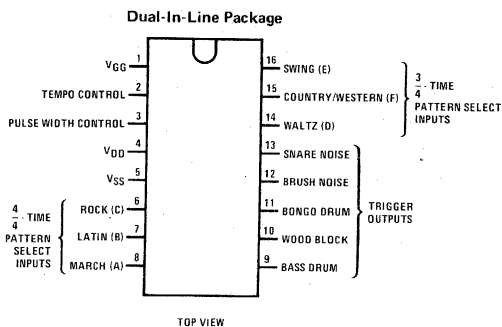 Dual-In-Line Package
VGG 1
TEMPO CONTROL 2
PULSE WIDTH CONTROL 3
VDD 4
VSS 5
ROCK (C) 6
LATIN (B) 7
MARCH (A) 8
4/4 - TIME
PATTERN
SELECT
INPUTS
16 SWING (E)
15 COUNTRY/WESTERN (F)
14 WALTZ (D)
3/4 - TIME
PATTERN SELECT
INPUTS
13 SNARE NOISE
12 BRUSH NOISE
11 BONGO DRUM
10 WOOD BLOCK
9 BASS DRUM
TRIGGER
OUTPUTS
TOP VIEW